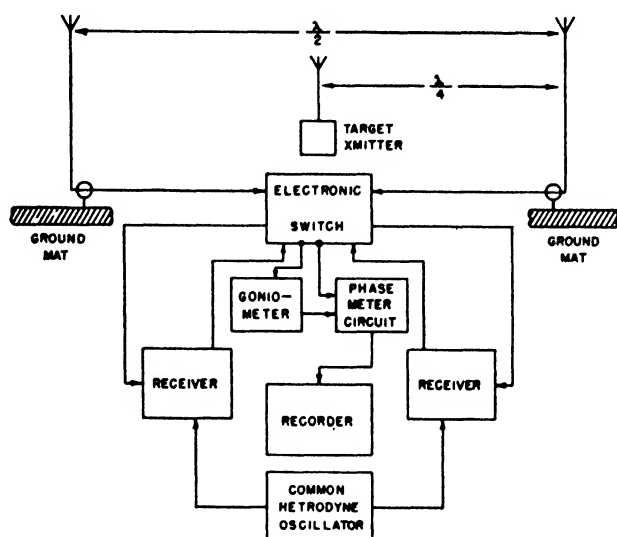 λ
2
λ
4
TARGET
XMITTER
ELECTRONIC
SWITCH
GROUND
MAT
GROUND
MAT
GONIO-
METER
PHASE
METER
CIRCUIT
RECEIVER
RECORDER
RECEIVER
COMMON
HETRODYNE
OSCILLATOR